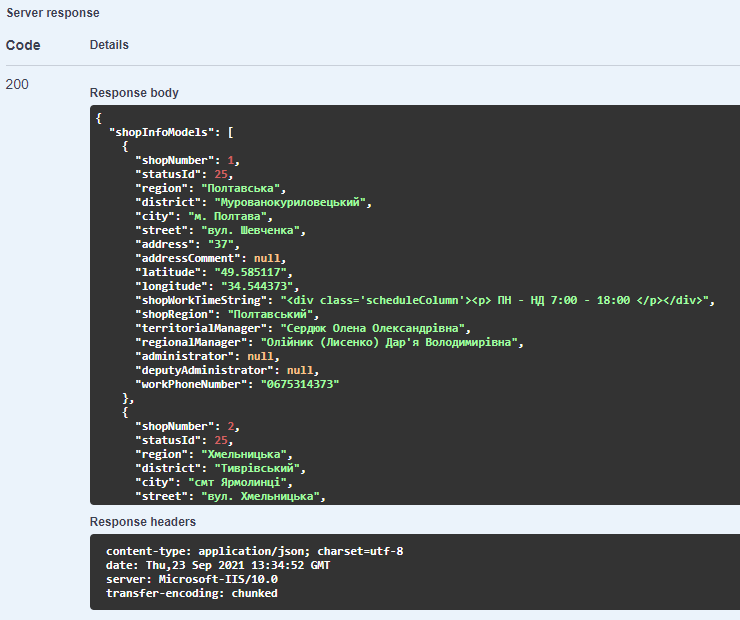 Server response
Code Details
200
Response body
{
"shopInfoModels": [
{
"shopNumber": 1,
"statusId": 25,
"region": "Полтавська",
"district": "Мурованокуриловецький",
"city": "м. Полтава",
"street": "вул. Шевченка",
"address": "37",
"addressComment": null,
"latitude": "49.585117",
"longitude": "34.544373",
"shopWorkTimeString": "<div class='scheduleColumn'><p> ПН - НД 7:00 - 18:00 </p></div>",
"shopRegion": "Полтавський",
"territorialManager": "Сердюк Олена Олександрівна",
"regionalManager": "Олійник (Лисенко) Дар'я Володимирівна",
"administrator": null,
"deputyAdministrator": null,
"workPhoneNumber": "0675314373"
},
{
"shopNumber": 2,
"statusId": 25,
"region": "Хмельницька",
"district": "Тиврівський",
"city": "смт Ярмолинці",
"street": "вул. Хмельницька",
Response headers
content-type: application/json; charset=utf-8
date: Thu,23 Sep 2021 13:34:52 GMT
server: Microsoft-IIS/10.0
transfer-encoding: chunked